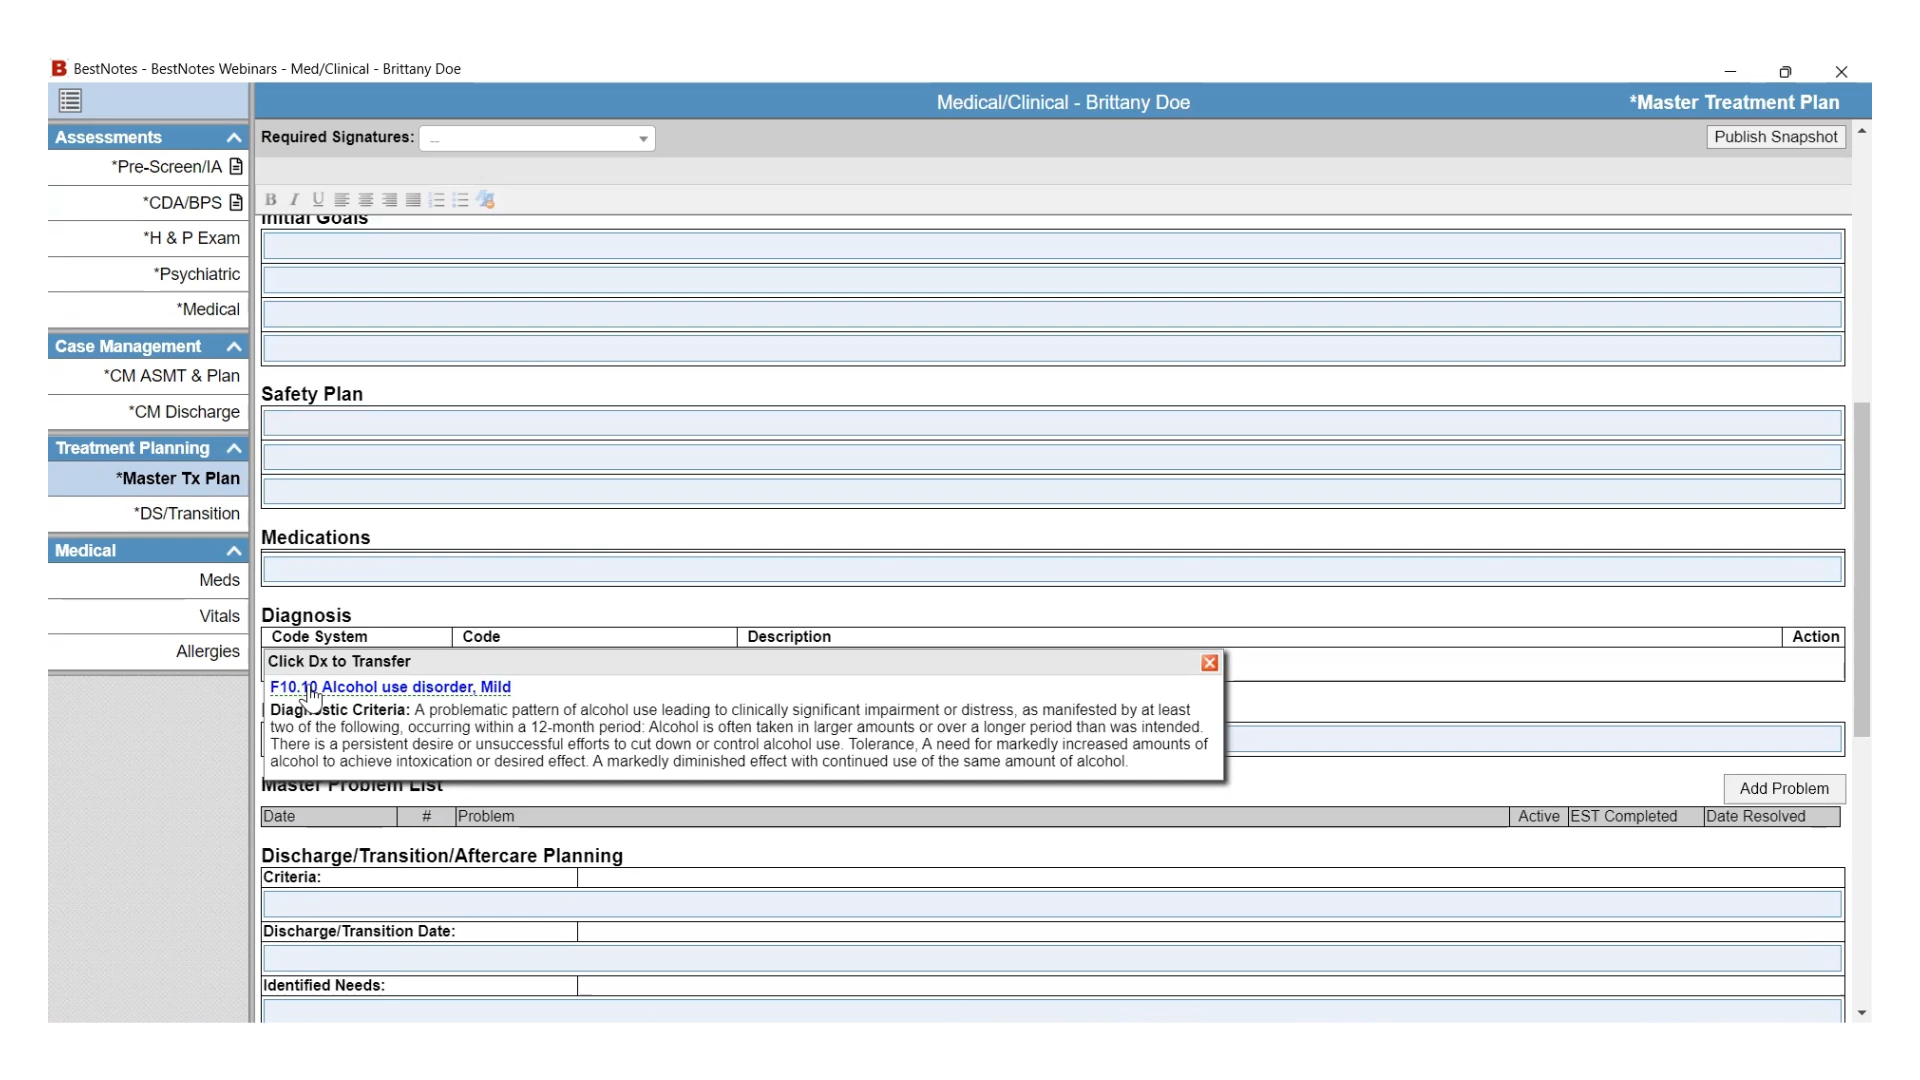 BestNotes - BestNotes Webinars - Med/Clinical - Brittany Doe
Medical/Clinical - Brittany Doe
*Master Treatment Plan
Assessments
*Pre-Screen/IA
*CDA/BPS
*H & P Exam
*Psychiatric
*Medical
Case Management
*CM ASMT & Plan
*CM Discharge
Treatment Planning
*Master Tx Plan
*DS/Transition
Medical
Meds
Vitals
Allergies
Required Signatures: --
Publish Snapshot
B I U
Initial Goals
Safety Plan
Medications
Diagnosis
Code System Code Description Action
Click Dx to Transfer
F10.10 Alcohol use disorder, Mild
Diagnostic Criteria: A problematic pattern of alcohol use leading to clinically significant impairment or distress, as manifested by at least
two of the following, occurring within a 12-month period: Alcohol is often taken in larger amounts or over a longer period than was intended.
There is a persistent desire or unsuccessful efforts to cut down or control alcohol use. Tolerance, A need for markedly increased amounts of
alcohol to achieve intoxication or desired effect. A markedly diminished effect with continued use of the same amount of alcohol.
Master Problem List
Add Problem
Date # Problem Active EST Completed Date Resolved
Discharge/Transition/Aftercare Planning
Criteria:
Discharge/Transition Date:
Identified Needs: